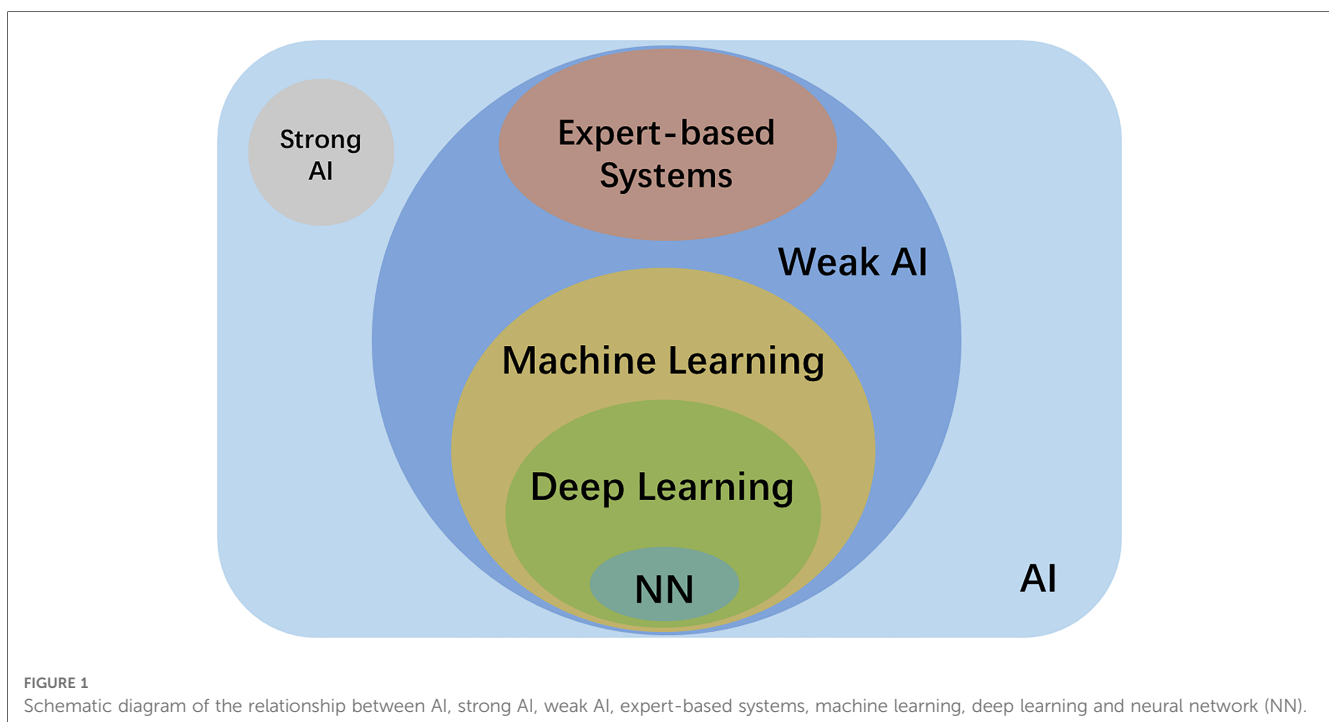 Strong
AI
Expert-based
Systems
Weak AI
Machine Learning
Deep Learning
NN
AI
FIGURE 1
Schematic diagram of the relationship between AI, strong AI, weak AI, expert-based systems, machine learning, deep learning and neural network (NN).